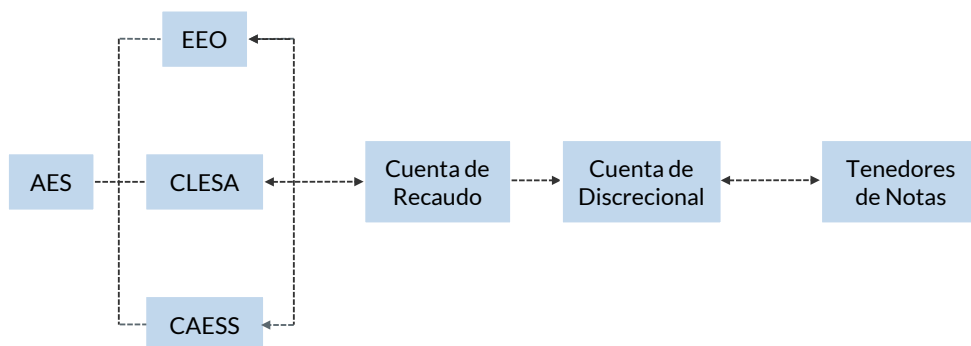 EEO
AES
CLESA
Cuenta de
Recaudo
Cuenta de
Discrecional
Tenedores
de Notas
CAESS